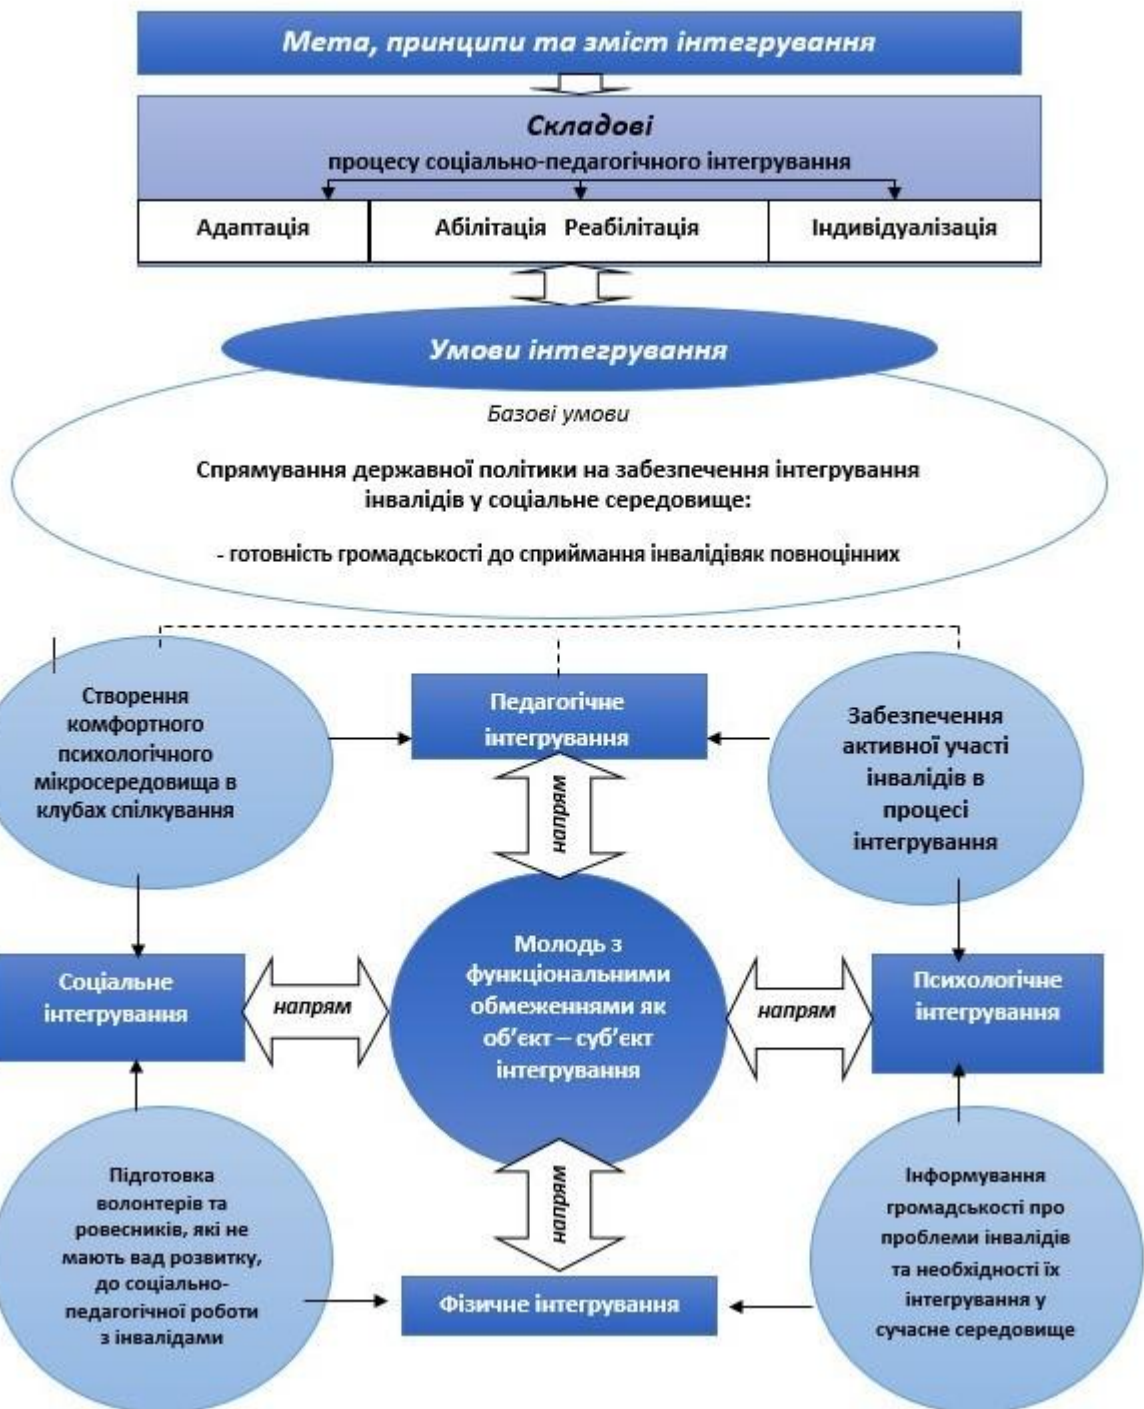 Мета, принципи та зміст інтегрування
Складові
процесу соціально-педагогічного інтегрування
Адаптація
Абілітація Реабілітація
Індивідуалізація
Умови інтегрування
Базові умови
Спрямування державної політики на забезпечення інтегрування
інвалідів у соціальне середовище:
- готовність громадськості до сприймання інвалідівяк повноцінних
Створення
комфортного
психологічного
мікросередовища в
клубах спілкування
Педагогічне
інтегрування
Забезпечення
активної участі
інвалідів в
процесі
інтегрування
напрям
Соціальне
інтегрування
напрям
Молодь з
функціональними
обмеженнями як
об’єкт – суб’єкт
інтегрування
напрям
Психологічне
інтегрування
напрям
Підготовка
волонтерів та
ровесників, які не
мають вад розвитку,
до соціально-
педагогічної роботи
з інвалідами
Фізичне інтегрування
Інформування
громадськості про
проблеми інвалідів
та необхідності їх
інтегрування у
сучасне середовище